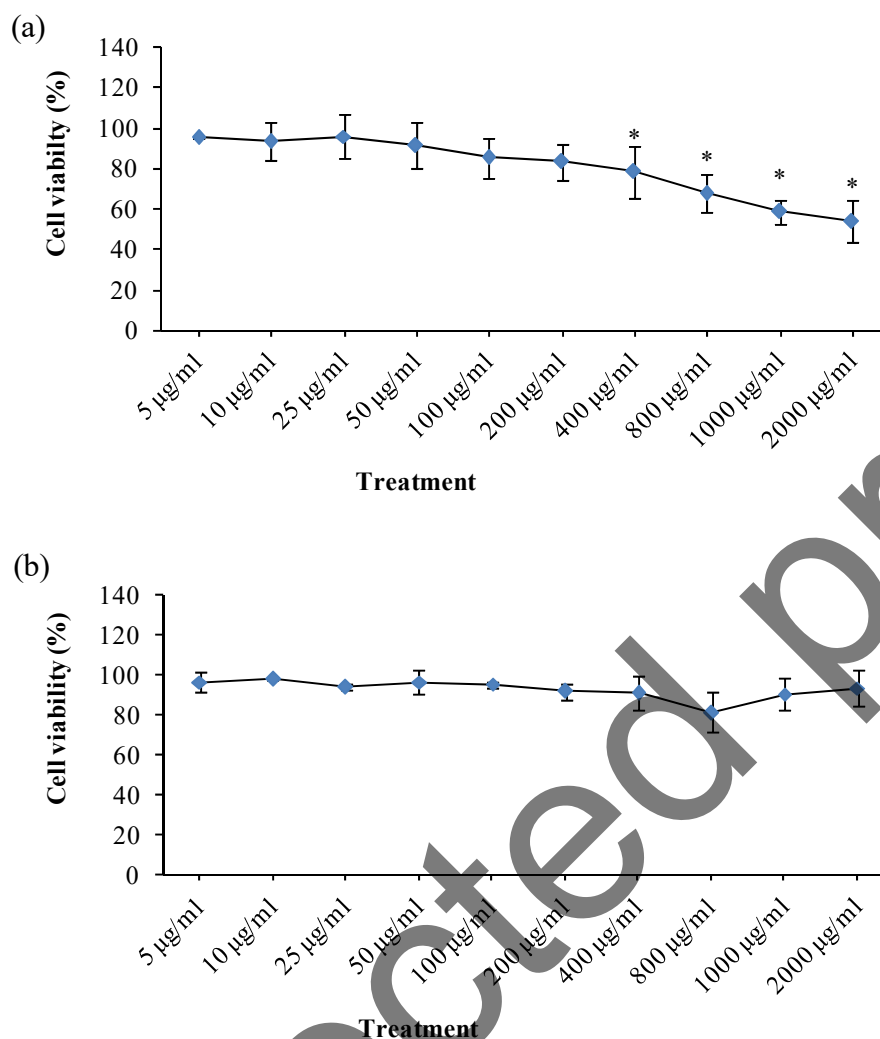 (a)
Cell viabilty (%)
140
120
100
80
60
40
20
0
*
*
*
*
5 µg/ml
10 µg/ml
25 µg/ml
50 µg/ml
100 µg/ml
200 µg/ml
400 µg/ml
800 µg/ml
1000 µg/ml
2000 µg/ml
Treatment
(b)
Cell viability (%)
140
120
100
80
60
40
20
0
5 µg/ml
10 µg/ml
25 µg/ml
50 µg/ml
100 µg/ml
200 µg/ml
400 µg/ml
800 µg/ml
1000 µg/ml
2000 µg/ml
Treatment
cted pr